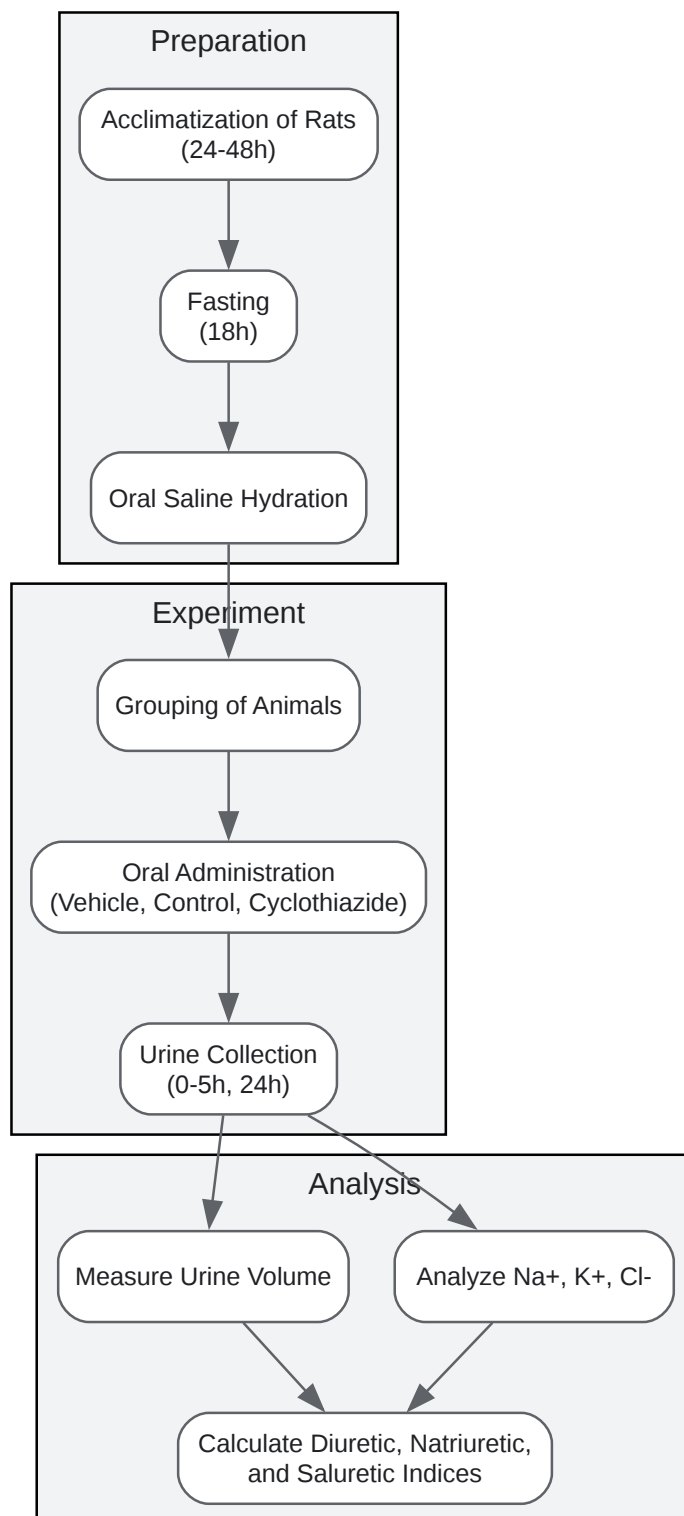 Preparation
Acclimatization of Rats
(24-48h)
Fasting
(18h)
Oral Saline Hydration
Experiment
Grouping of Animals
Oral Administration
(Vehicle, Control, Cyclothiazide)
Urine Collection
(0-5h, 24h)
Analysis
Measure Urine Volume
Analyze Na+, K+, Cl-
Calculate Diuretic, Natriuretic,
and Saluretic Indices